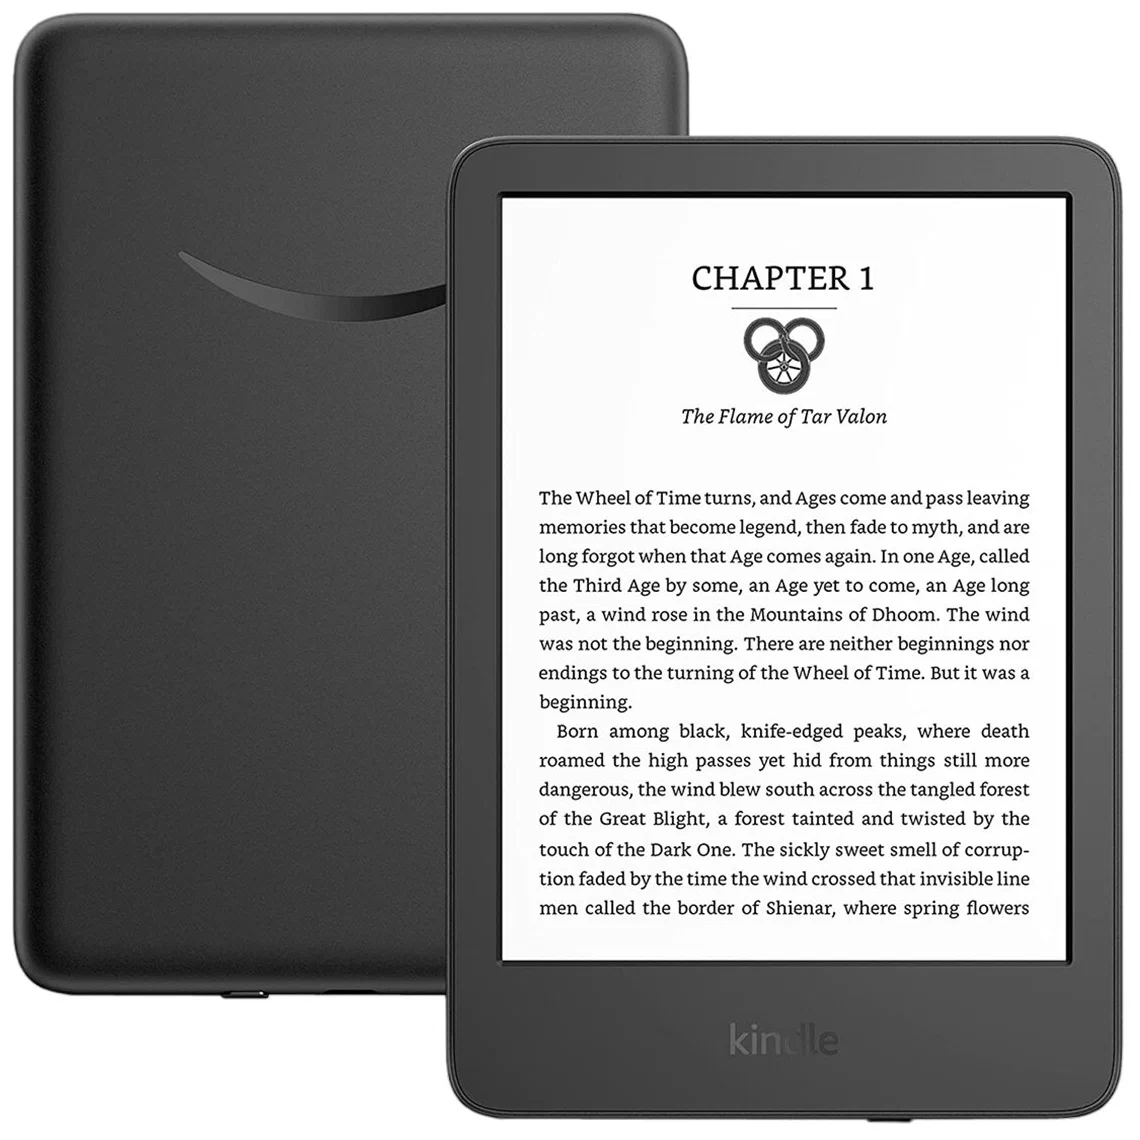 CHAPTER 1
The Flame of Tar Valon
The Wheel of Time turns, and Ages come and pass leaving
memories that become legend, then fade to myth, and are
long forgot when that Age comes again. In one Age, called
the Third Age by some, an Age yet to come, an Age long
past, a wind rose in the Mountains of Dhoom. The wind
was not the beginning. There are neither beginnings nor
endings to the turning of the Wheel of Time. But it was a
beginning.
Born among black, knife-edged peaks, where death
roamed the high passes yet hid from things still more
dangerous, the wind blew south across the tangled forest
of the Great Blight, a forest tainted and twisted by the
touch of the Dark One. The sickly sweet smell of corrup-
tion faded by the time the wind crossed that invisible line
men called the border of Shienar, where spring flowers
kindle